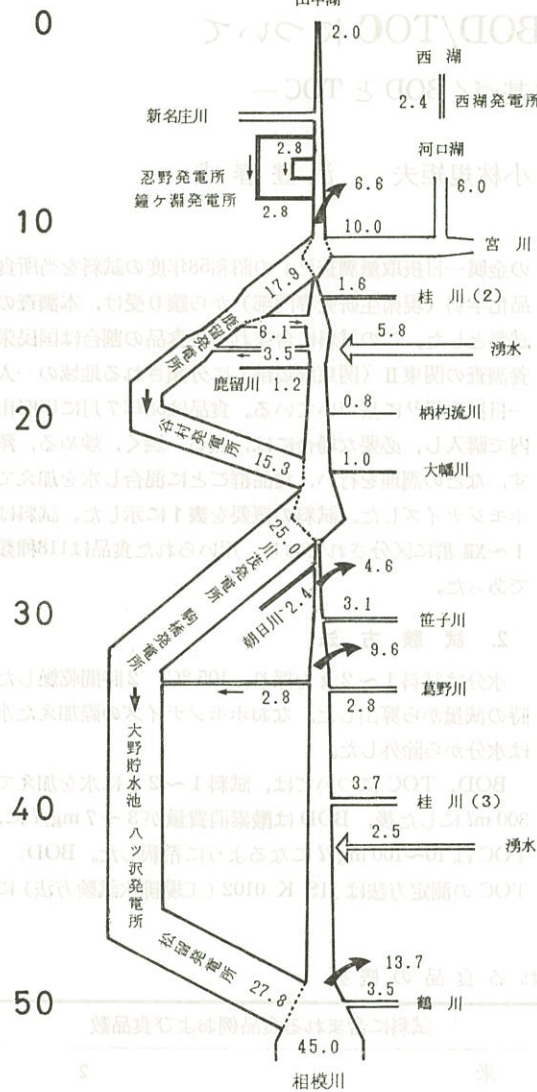 0
10
20
30
40
50
2.0
西湖
2.4
西湖発電所
新名庄川
2.8
忍野発電所
鐘ケ淵発電所
2.8
河口湖
6.0
6.6
10.0
宮川
17.9
鹿留発電所
1.6
桂川(2)
6.1
5.8
湧水
3.5
鹿留川
1.2
0.8
柄杓流川
谷村発電所
15.3
1.0
大幡川
25.0
川茂発電所
駒橋発電所
朝日川
2.4
4.6
3.1
笹子川
9.6
2.8
2.8
葛野川
大野貯水池 八ツ沢発電所
3.7
桂川(3)
2.5
湧水
松留発電所
27.8
13.7
3.5
鶴川
45.0
相模川